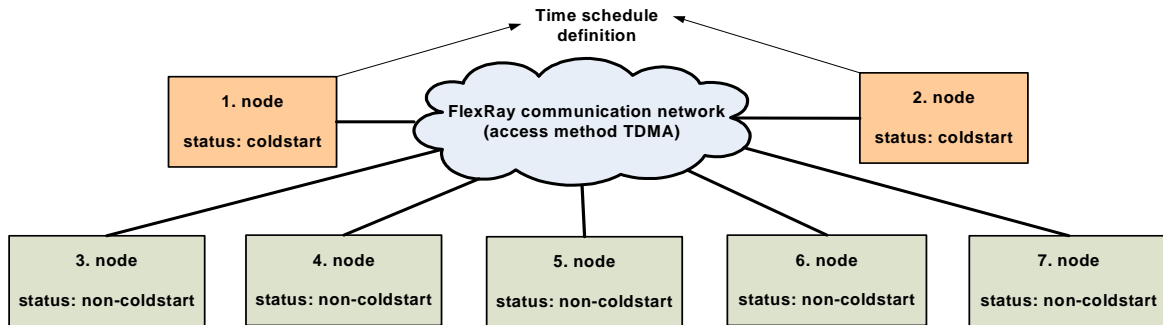 Time schedule
definition
1. node
status: coldstart
FlexRay communication network
(access method TDMA)
2. node
status: coldstart
3. node
status: non-coldstart
4. node
status: non-coldstart
5. node
status: non-coldstart
6. node
status: non-coldstart
7. node
status: non-coldstart